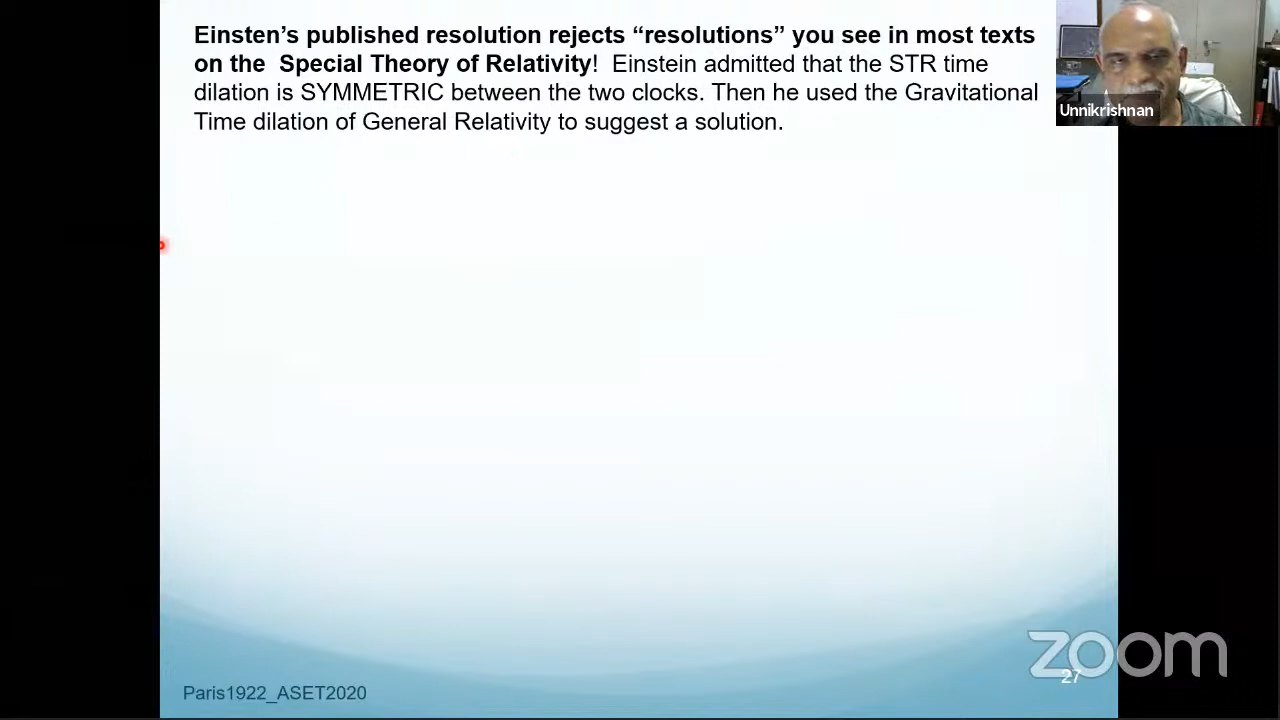 Einsten’s published resolution rejects “resolutions” you see in most texts
on the  Special Theory of Relativity!  Einstein admitted that the STR time
dilation is SYMMETRIC between the two clocks. Then he used the Gravitational
Time dilation of General Relativity to suggest a solution.
Unnikrishnan
zoom
27
Paris1922_ASET2020